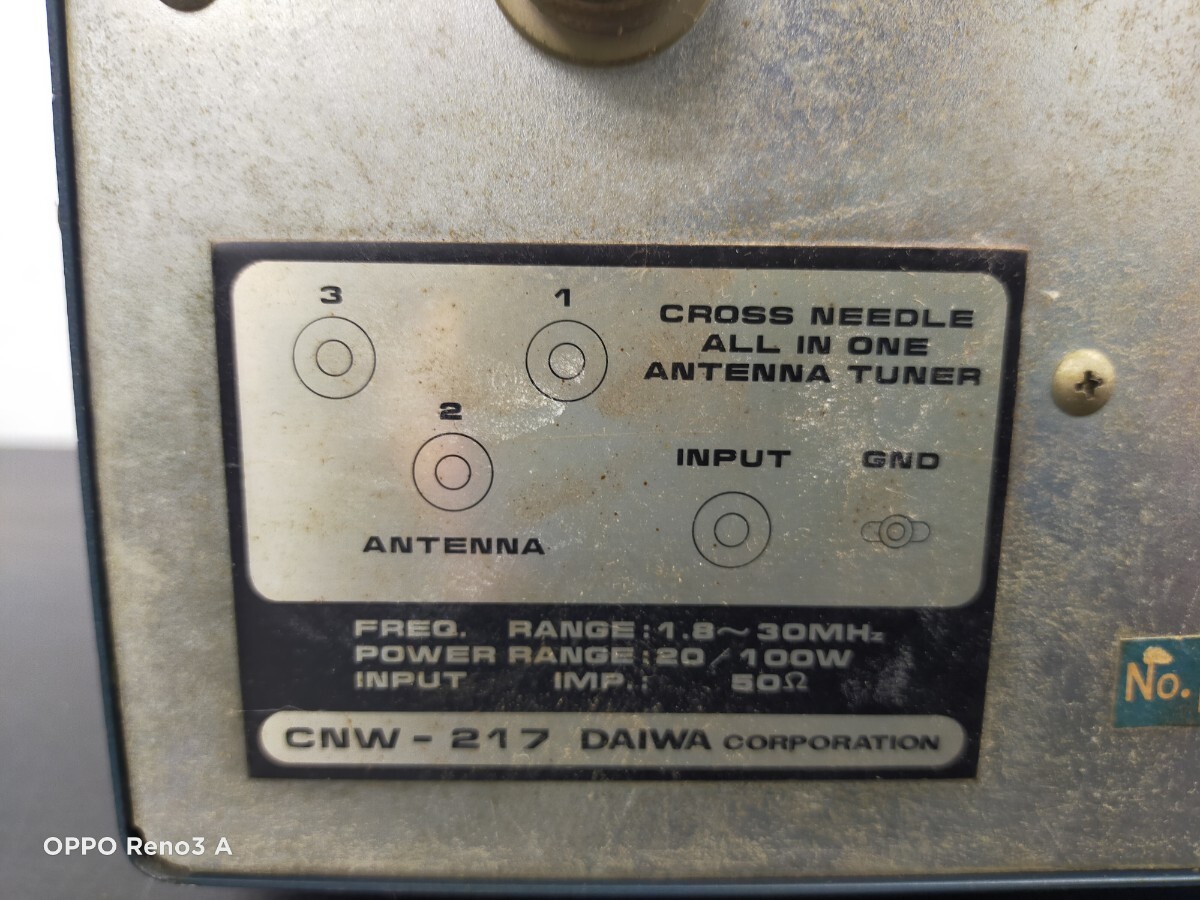 3
1
CROSS NEEDLE
ALL IN ONE
ANTENNA TUNER
2
INPUT
GND
ANTENNA
FREQ. RANGE : 1.8～30MHz
POWER RANGE : 20/100W
INPUT IMP. : 50Ω
No.
CNW-217 DAIWA CORPORATION
OPPO Reno3 A